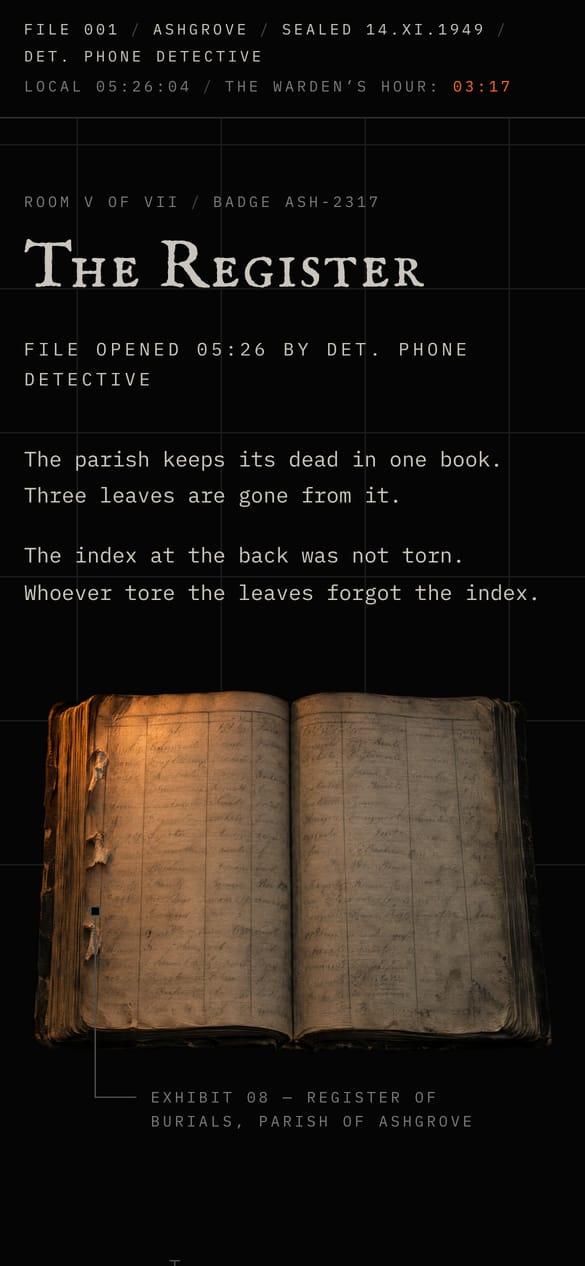 FILE 001 / ASHGROVE / SEALED 14.XI.1949 /
DET. PHONE DETECTIVE
LOCAL 05:26:04 / THE WARDEN’S HOUR: 03:17
ROOM V OF VII / BADGE ASH-2317
THE REGISTER
FILE OPENED 05:26 BY DET. PHONE
DETECTIVE
The parish keeps its dead in one book.
Three leaves are gone from it.
The index at the back was not torn.
Whoever tore the leaves forgot the index.
EXHIBIT 08 — REGISTER OF
BURIALS, PARISH OF ASHGROVE